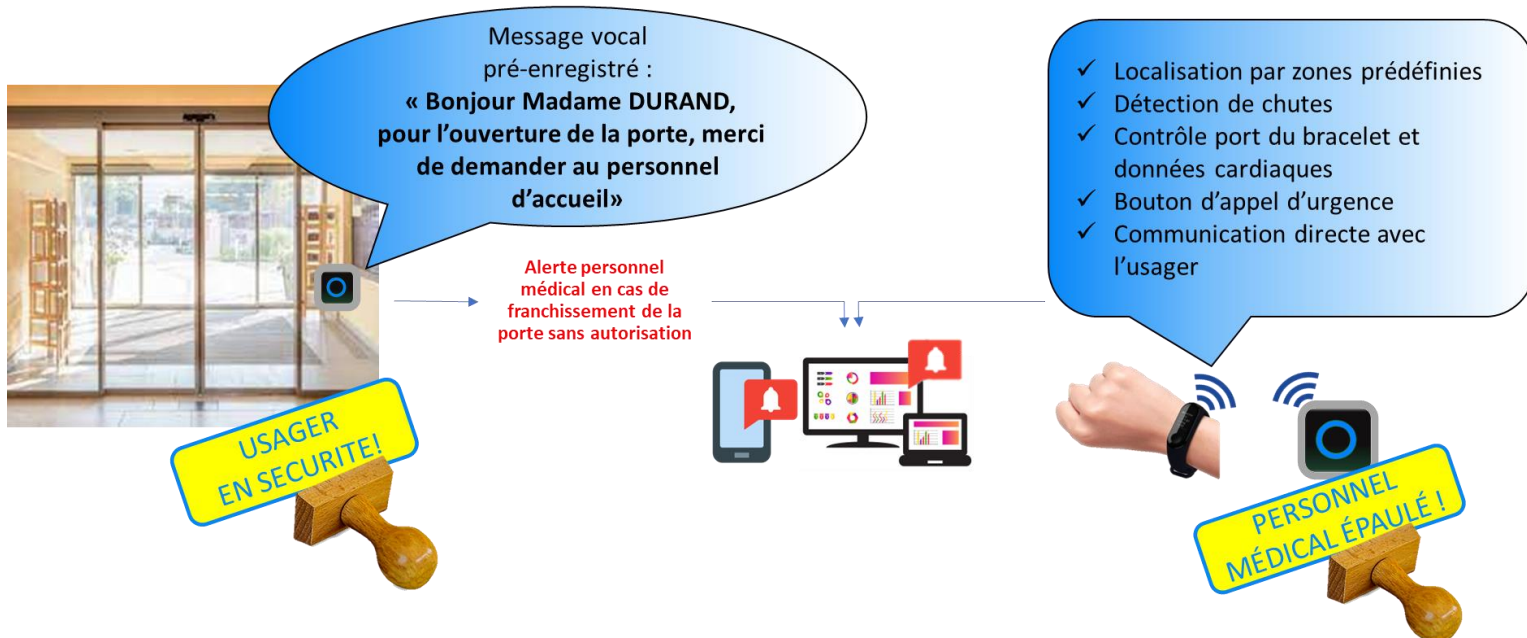 Message vocal
pré-enregistré :
« Bonjour Madame DURAND,
pour l’ouverture de la porte, merci
de demander au personnel
d’accueil»
✓ Localisation par zones prédéfinies
✓ Détection de chutes
✓ Contrôle port du bracelet et
données cardiaques
✓ Bouton d’appel d’urgence
✓ Communication directe avec
l’usager
Alerte personnel
médical en cas de
franchissement de la
porte sans autorisation
USAGER
EN SECURITE!
PERSONNEL
MÉDICAL ÉPAULÉ !